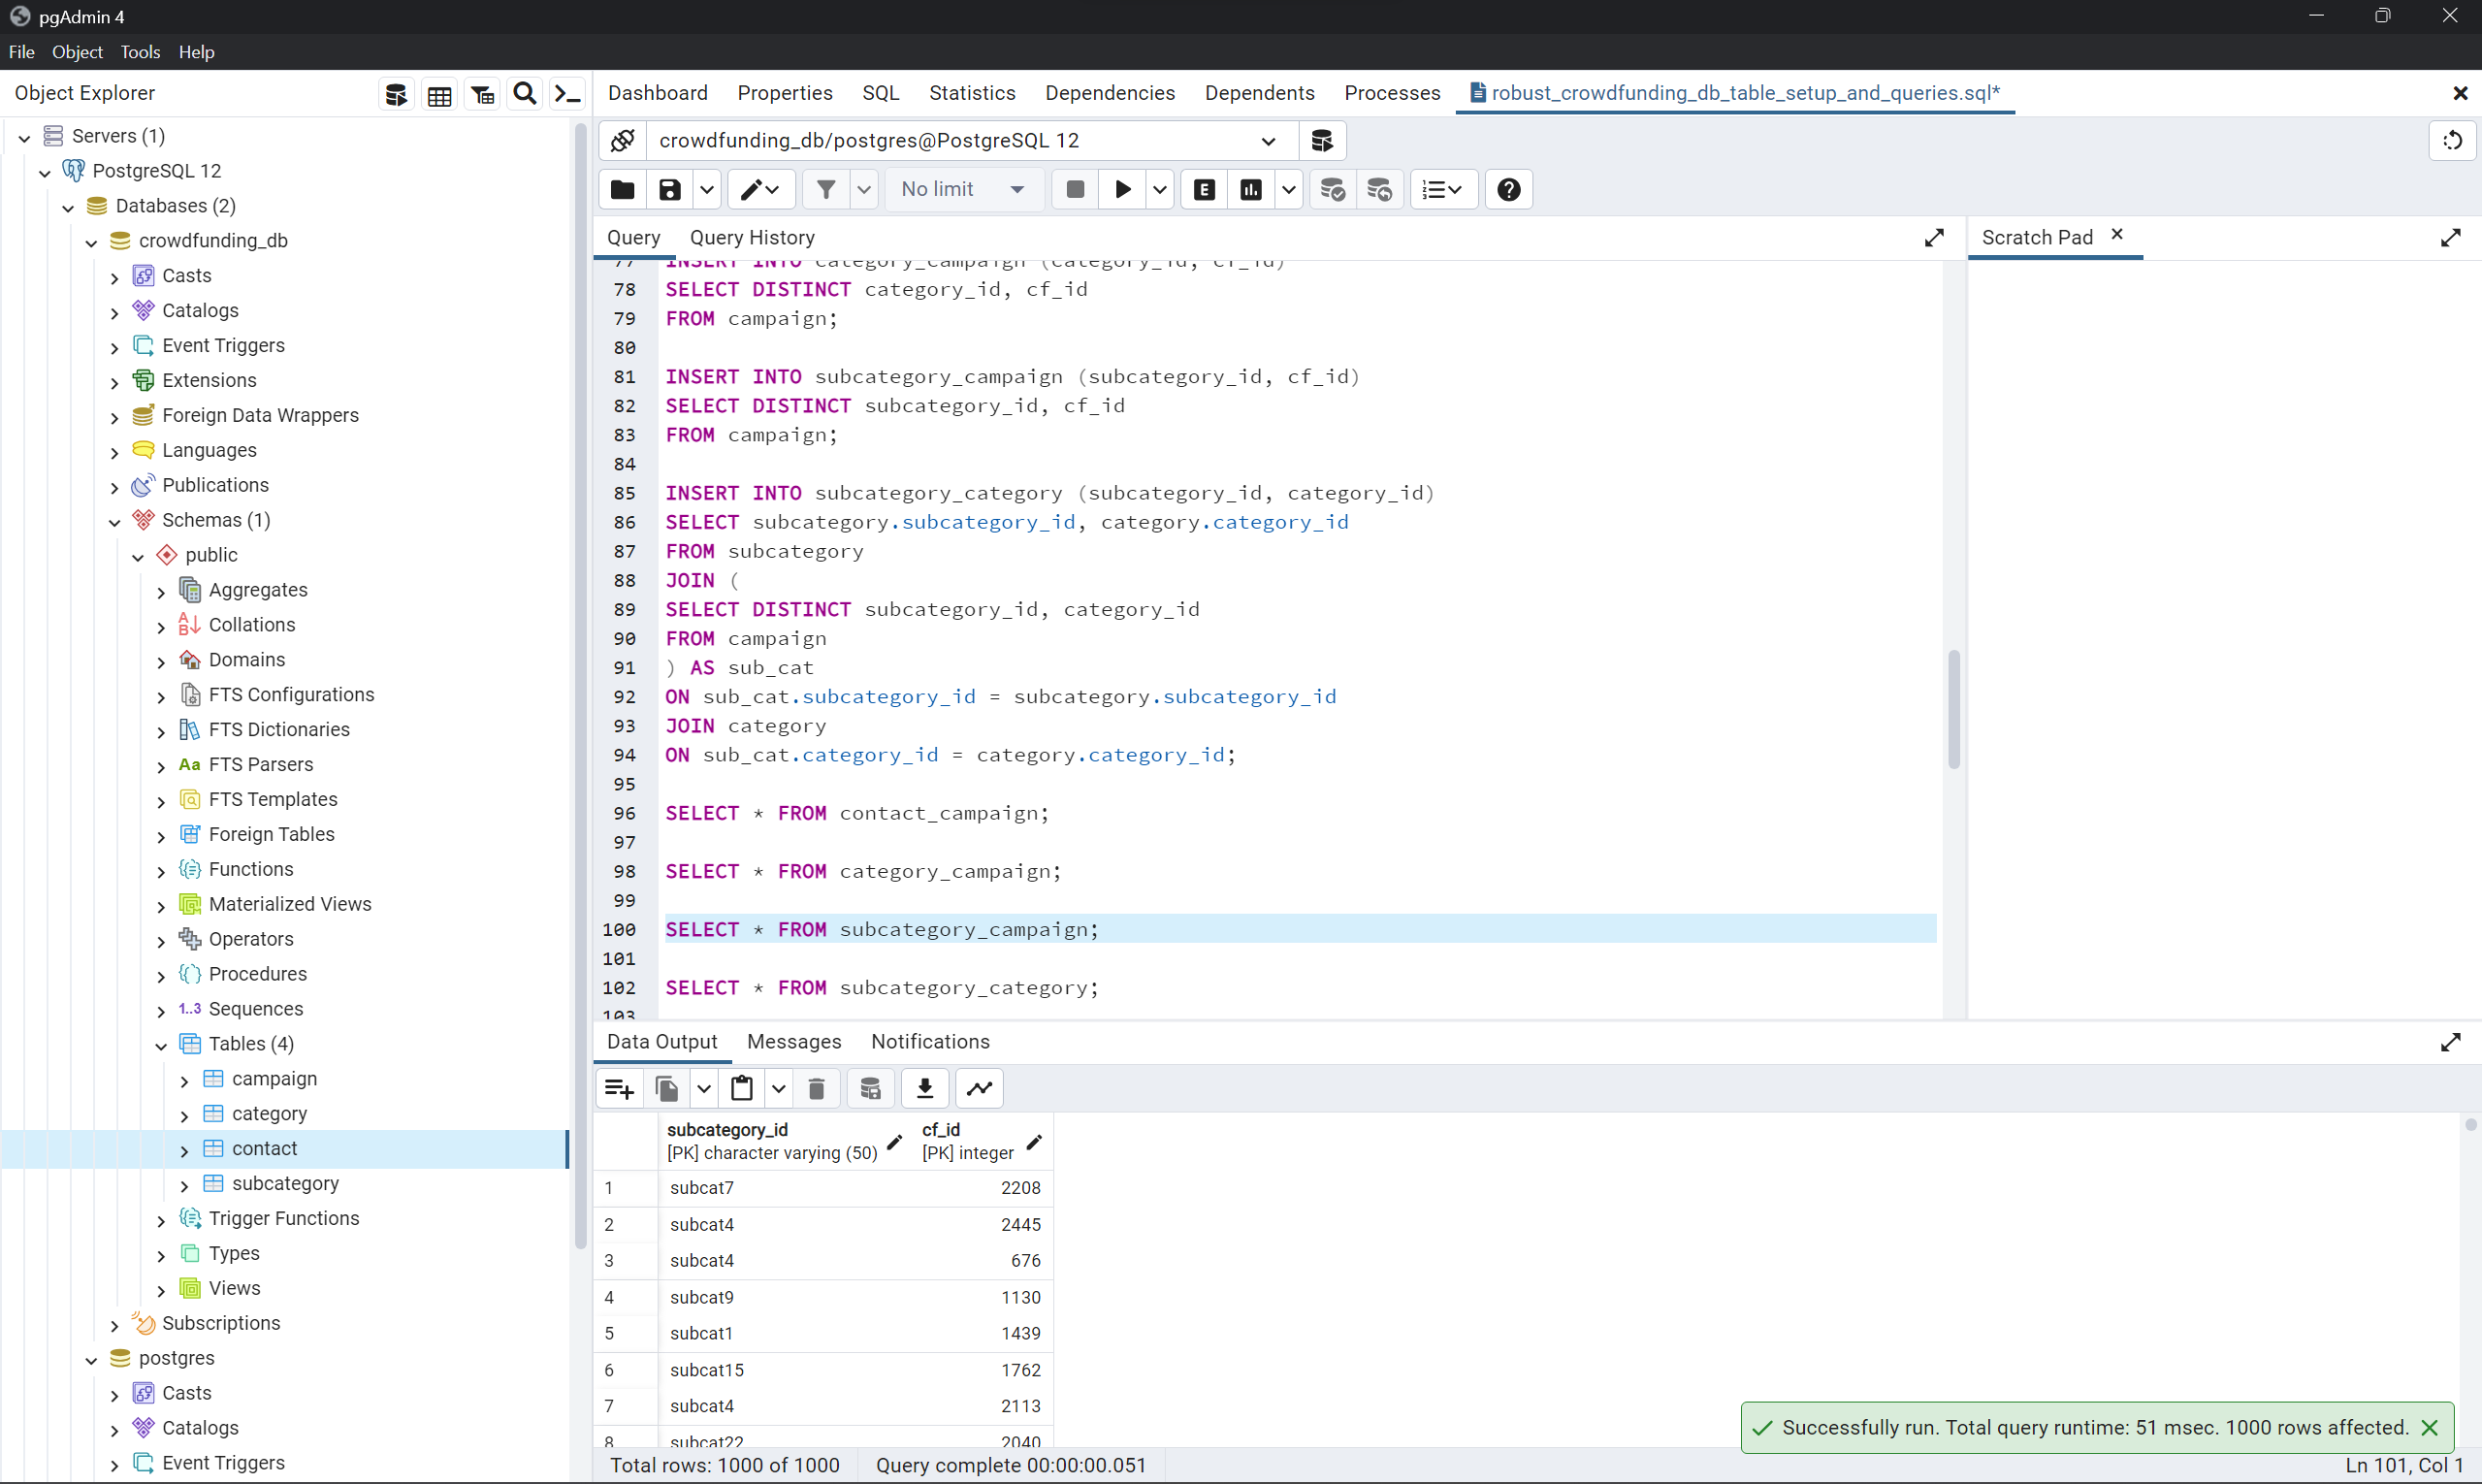 pgAdmin 4
File Object Tools Help
Object Explorer
Dashboard Properties SQL Statistics Dependencies Dependents Processes robust_crowdfunding_db_table_setup_and_queries.sql*
Servers (1)
PostgreSQL 12
Databases (2)
crowdfunding_db
Casts
Catalogs
Event Triggers
Extensions
Foreign Data Wrappers
Languages
Publications
Schemas (1)
public
Aggregates
Collations
Domains
FTS Configurations
FTS Dictionaries
Aa FTS Parsers
FTS Templates
Foreign Tables
Functions
Materialized Views
Operators
Procedures
1..3 Sequences
Tables (4)
campaign
category
contact
subcategory
Trigger Functions
Types
Views
Subscriptions
postgres
Casts
Catalogs
Event Triggers
crowdfunding_db/postgres@PostgreSQL 12
No limit E
Query Query History
77 INSERT INTO category_campaign (category_id, cf_id)
78 SELECT DISTINCT category_id, cf_id
79 FROM campaign;
80
81 INSERT INTO subcategory_campaign (subcategory_id, cf_id)
82 SELECT DISTINCT subcategory_id, cf_id
83 FROM campaign;
84
85 INSERT INTO subcategory_category (subcategory_id, category_id)
86 SELECT subcategory.subcategory_id, category.category_id
87 FROM subcategory
88 JOIN (
89 SELECT DISTINCT subcategory_id, category_id
90 FROM campaign
91 ) AS sub_cat
92 ON sub_cat.subcategory_id = subcategory.subcategory_id
93 JOIN category
94 ON sub_cat.category_id = category.category_id;
95
96 SELECT * FROM contact_campaign;
97
98 SELECT * FROM category_campaign;
99
100 SELECT * FROM subcategory_campaign;
101
102 SELECT * FROM subcategory_category;
103
Scratch Pad
Data Output Messages Notifications
subcategory_id cf_id
[PK] character varying (50) [PK] integer
1 subcat7 2208
2 subcat4 2445
3 subcat4 676
4 subcat9 1130
5 subcat1 1439
6 subcat15 1762
7 subcat4 2113
8 subcat22 2040
Successfully run. Total query runtime: 51 msec. 1000 rows affected.
Total rows: 1000 of 1000 Query complete 00:00:00.051 Ln 101, Col 1